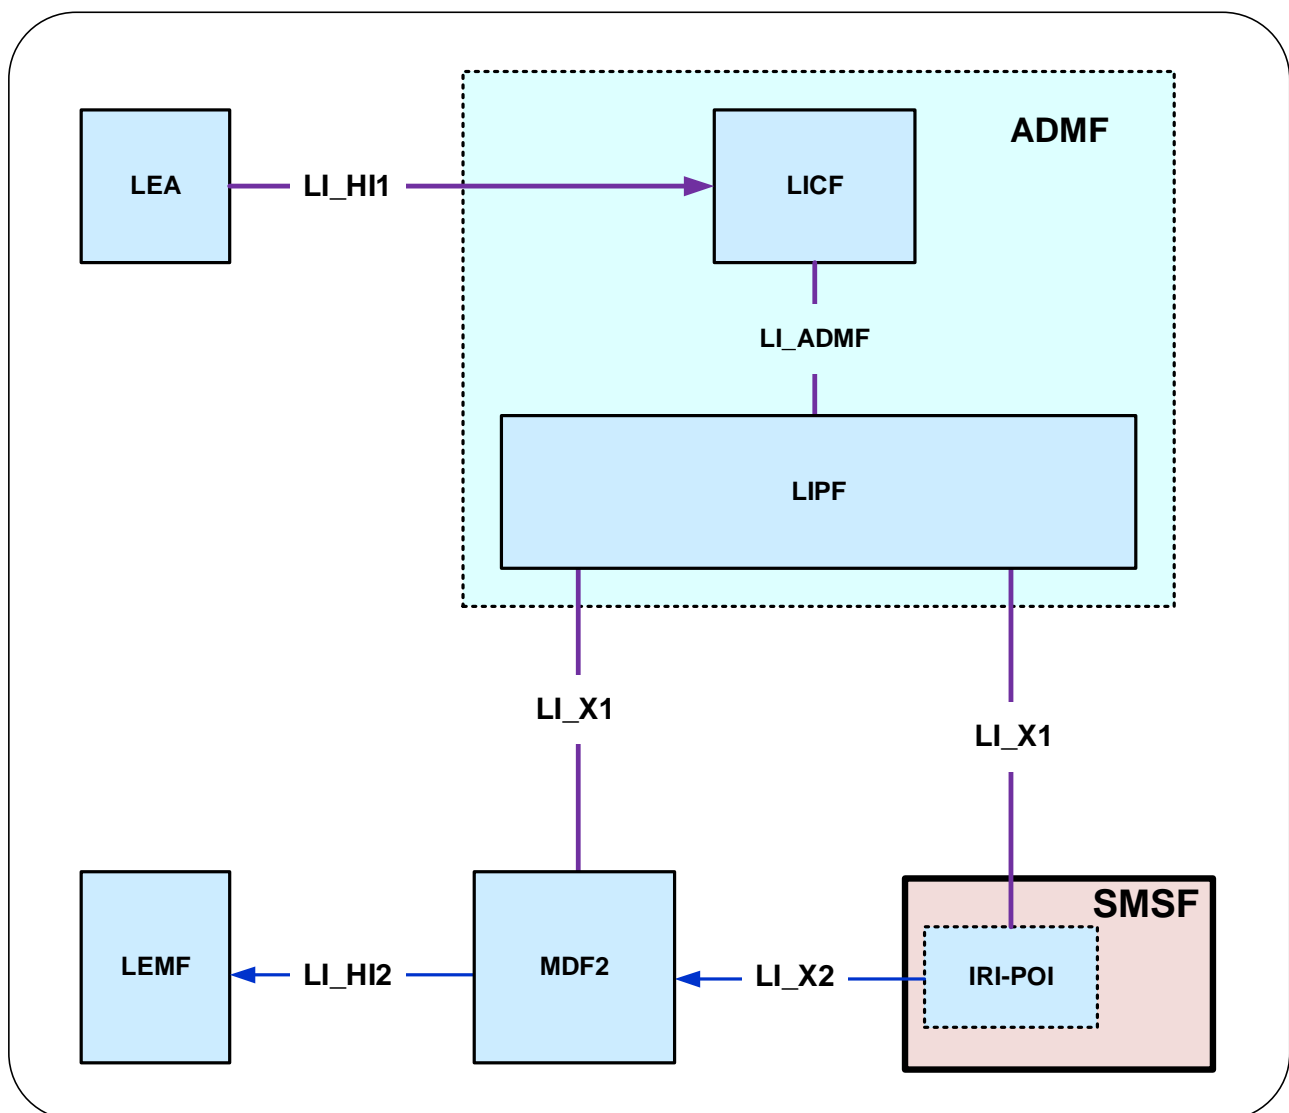 ADMF
LEA
LI_HI1
LICF
LI_ADMF
LIPF
LI_X1
LI_X1
SMSF
LEMF
LI_HI2
MDF2
LI_X2
IRI-POI